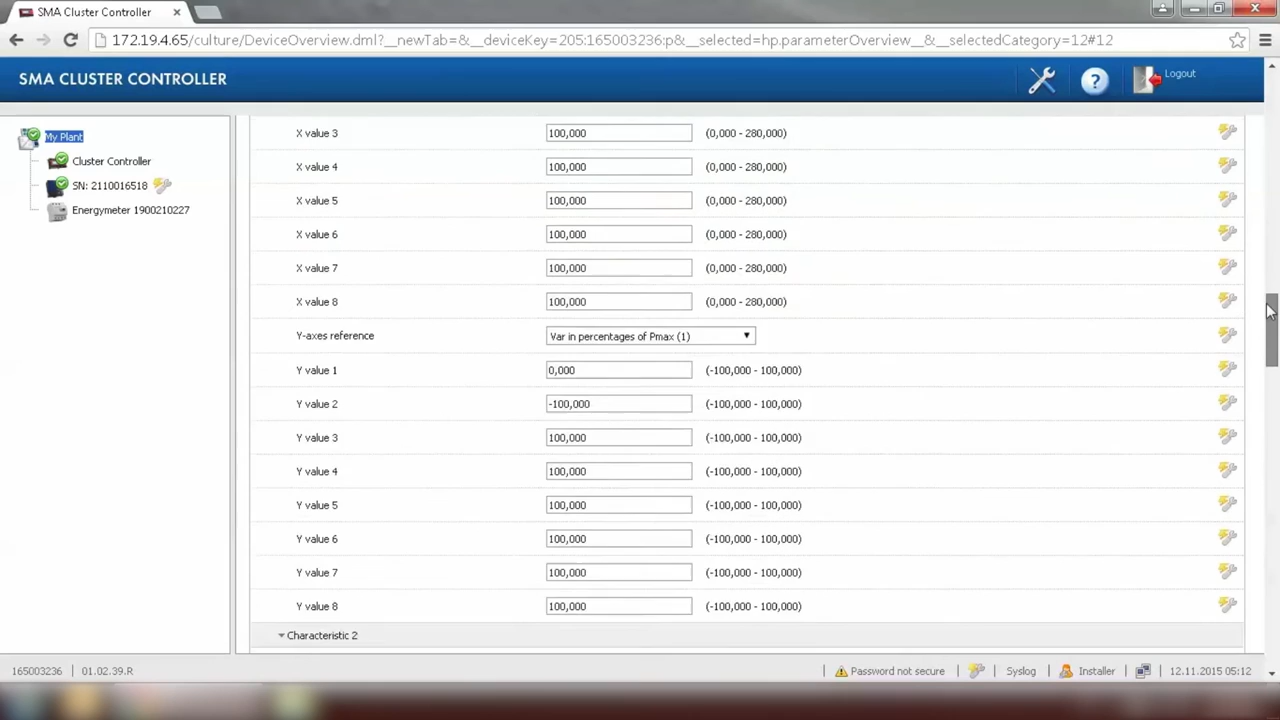 SMA Cluster Controller
172.19.4.65/culture/DeviceOverview.dml?__newTab=&__deviceKey=205:165003236:p&__selected=hp.parameterOverview__&__selectedCategory=12#12
SMA CLUSTER CONTROLLER
Logout
My Plant
Cluster Controller
SN: 2110016518
Energymeter 1900210227
X value 3 100,000 (0,000 - 280,000)
X value 4 100,000 (0,000 - 280,000)
X value 5 100,000 (0,000 - 280,000)
X value 6 100,000 (0,000 - 280,000)
X value 7 100,000 (0,000 - 280,000)
X value 8 100,000 (0,000 - 280,000)
Y-axes reference Var in percentages of Pmax (1)
Y value 1 0,000 (-100,000 - 100,000)
Y value 2 -100,000 (-100,000 - 100,000)
Y value 3 100,000 (-100,000 - 100,000)
Y value 4 100,000 (-100,000 - 100,000)
Y value 5 100,000 (-100,000 - 100,000)
Y value 6 100,000 (-100,000 - 100,000)
Y value 7 100,000 (-100,000 - 100,000)
Y value 8 100,000 (-100,000 - 100,000)
Characteristic 2
165003236 | 01.02.39.R | Password not secure | | Syslog | Installer | | 12.11.2015 05:12